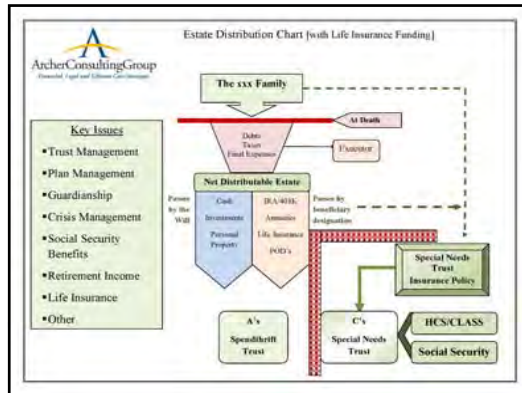 Estate Distribution Chart [with Life Insurance Funding]
ArcherConsultingGroup
The xxx Family
At Death
Debts
Taxes
Final Expenses
Executor
Key Issues
▪Trust Management
▪Plan Management
▪Guardianship
▪Crisis Management
▪Social Security
Benefits
▪Retirement Income
▪Life Insurance
▪Other
Net Distributable Estate
Passes
by the
Will
Cash
Investments
Personal
Property
IRA/401K
Annuities
Life Insurance
POD's
Passes by
beneficiary
designation
Special Needs
Trust
Insurance Policy
A's
Spendthrift
Trust
C's
Special Needs
Trust
HCS/CLASS
Social Security